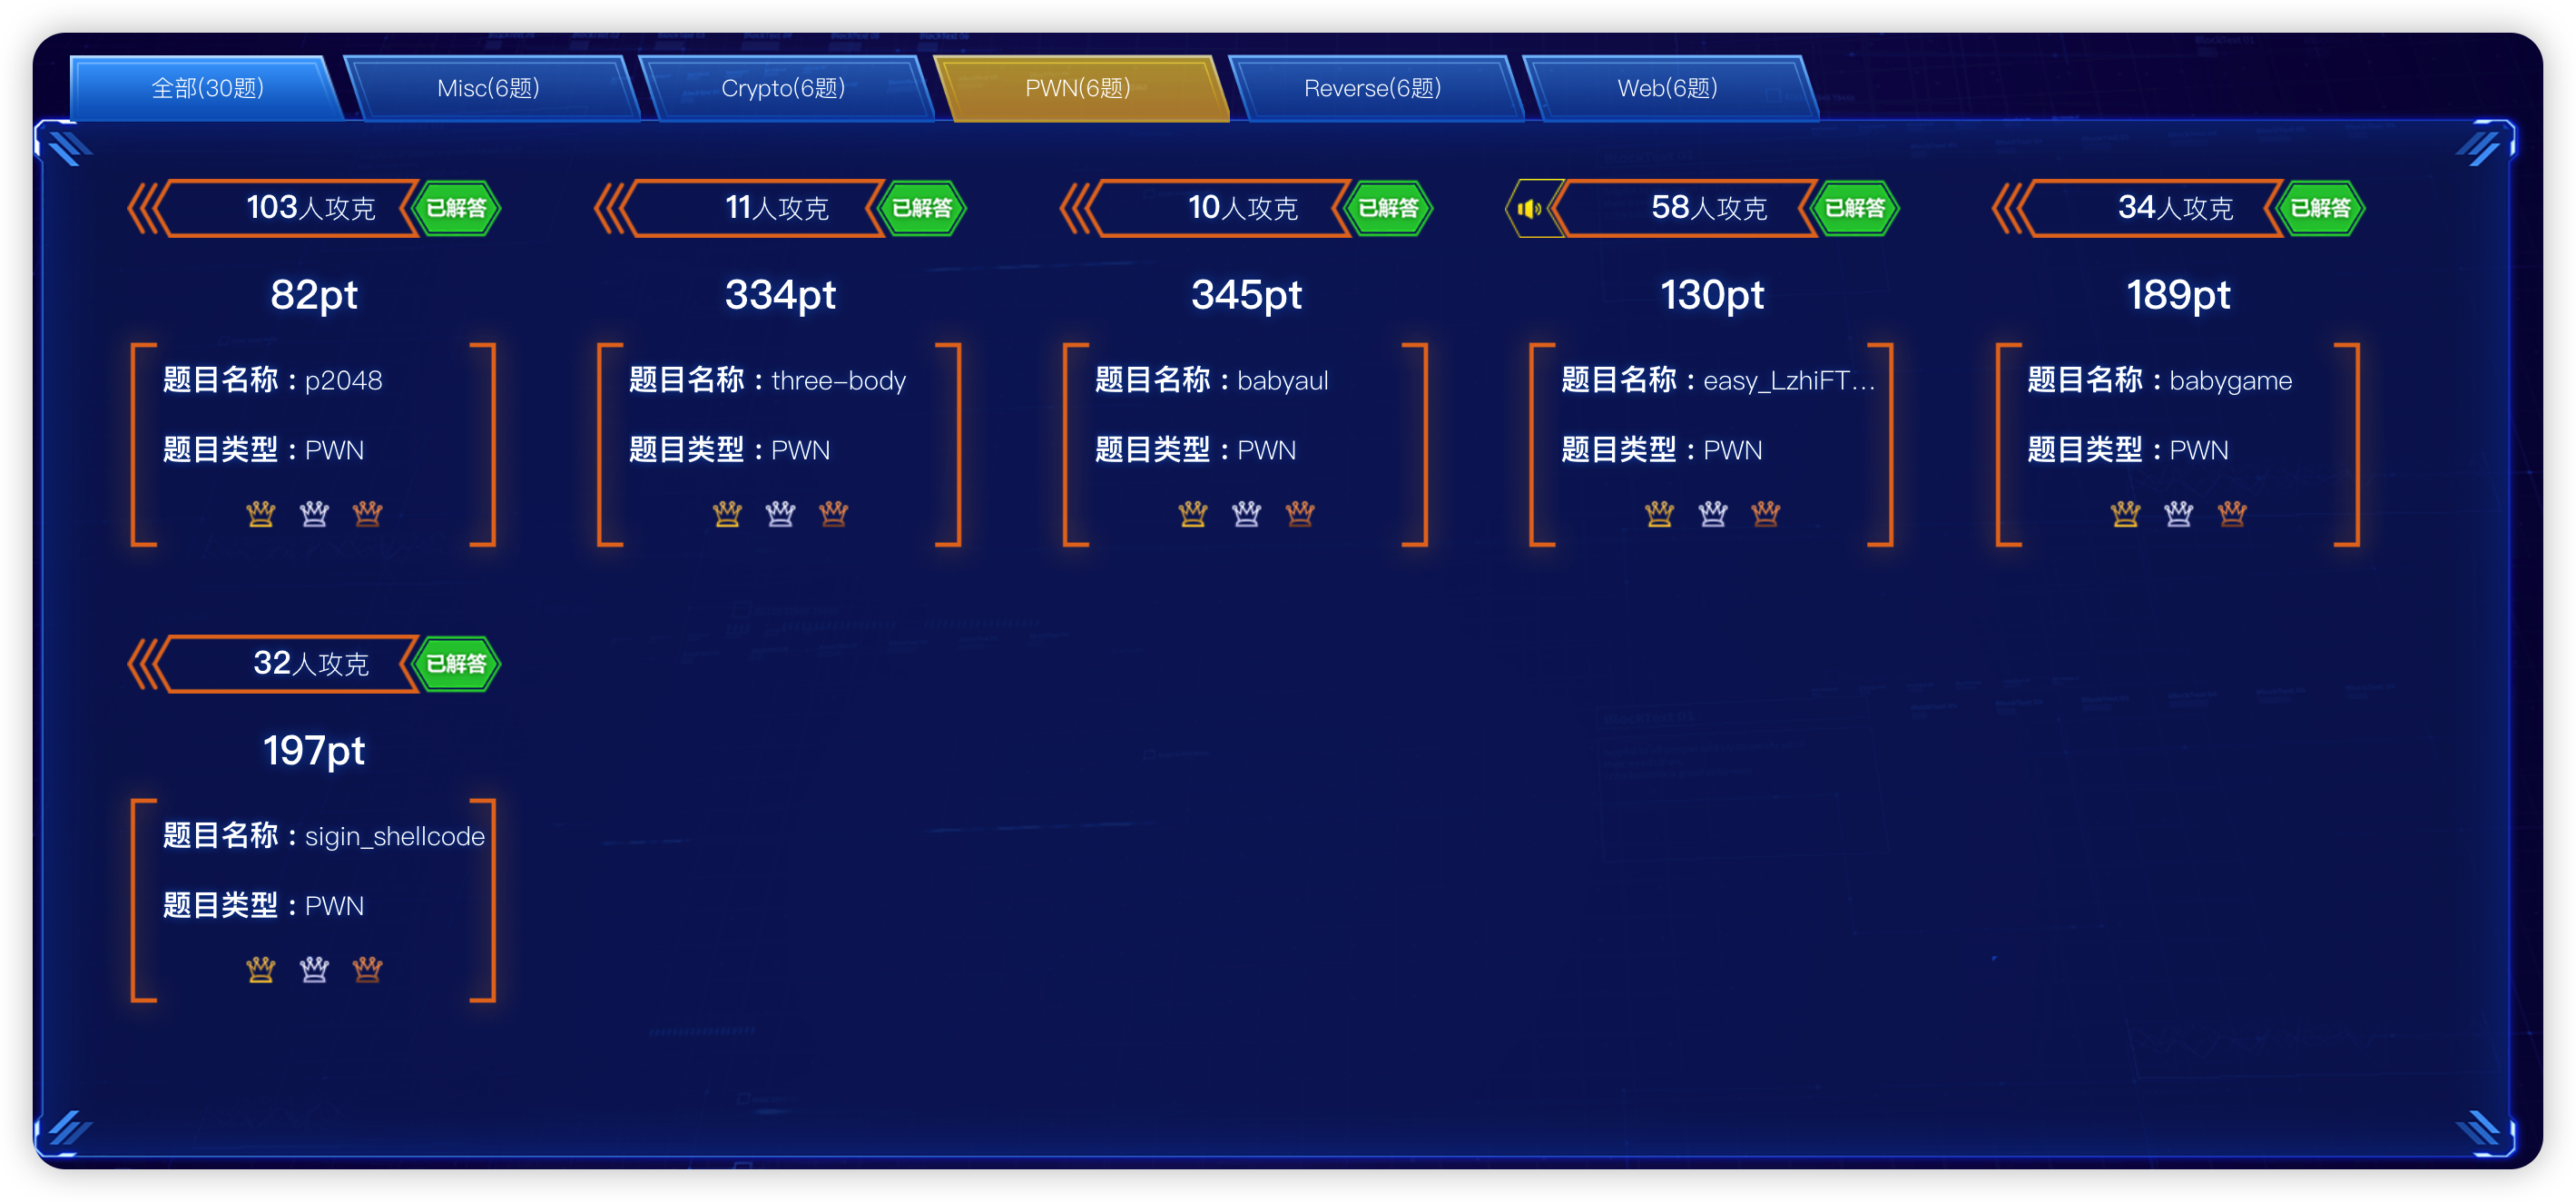 全部(30题)
Misc(6题)
Crypto(6题)
PWN(6题)
Reverse(6题)
Web(6题)
103人攻克
已解答
82pt
题目名称：p2048
题目类型：PWN
11人攻克
已解答
334pt
题目名称：three-body
题目类型：PWN
10人攻克
已解答
345pt
题目名称：babyaul
题目类型：PWN
58人攻克
已解答
130pt
题目名称：easy_LzhiFT...
题目类型：PWN
34人攻克
已解答
189pt
题目名称：babygame
题目类型：PWN
32人攻克
已解答
197pt
题目名称：sigin_shellcode
题目类型：PWN